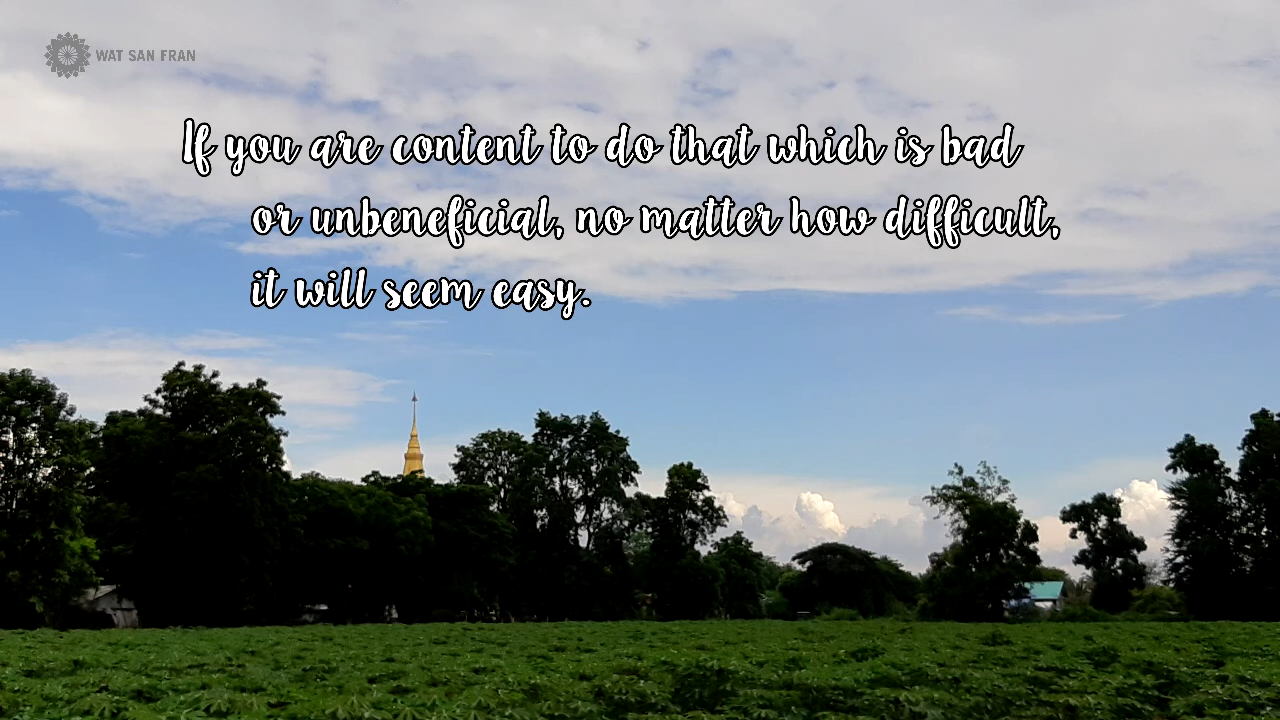 WAT SAN FRAN
If you are content to do that which is bad
or unbeneficial, no matter how difficult,
it will seem easy.